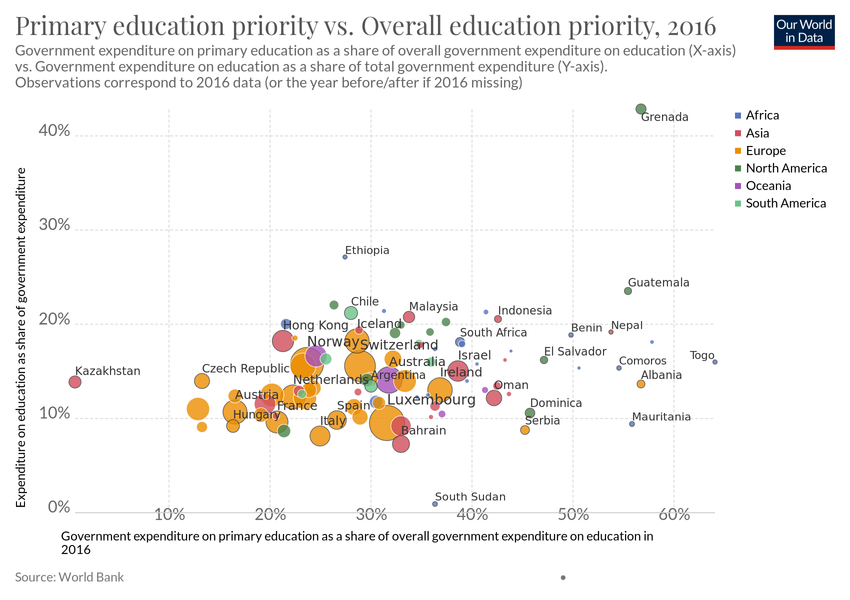 Primary education priority vs. Overall education priority, 2016
Our World
in Data
Government expenditure on primary education as a share of overall government expenditure on education (X-axis)
vs. Government expenditure on education as a share of total government expenditure (Y-axis).
Observations correspond to 2016 data (or the year before/after if 2016 missing)
Africa
Asia
Europe
North America
Oceania
South America
Expenditure on education as share of government expenditure
40%
30%
20%
10%
0%
Grenada
Ethiopia
Guatemala
Chile
Malaysia
Indonesia
Hong Kong
Iceland
South Africa
Benin
Nepal
Norway
Switzerland
Israel
El Salvador
Togo
Australia
Comoros
Kazakhstan
Czech Republic
Netherlands
Argentina
Ireland
Albania
Oman
Austria
Luxembourg
Dominica
France
Spain
Hungary
Italy
Bahrain
Serbia
Mauritania
South Sudan
10%
20%
30%
40%
50%
60%
Government expenditure on primary education as a share of overall government expenditure on education in
2016
Source: World Bank